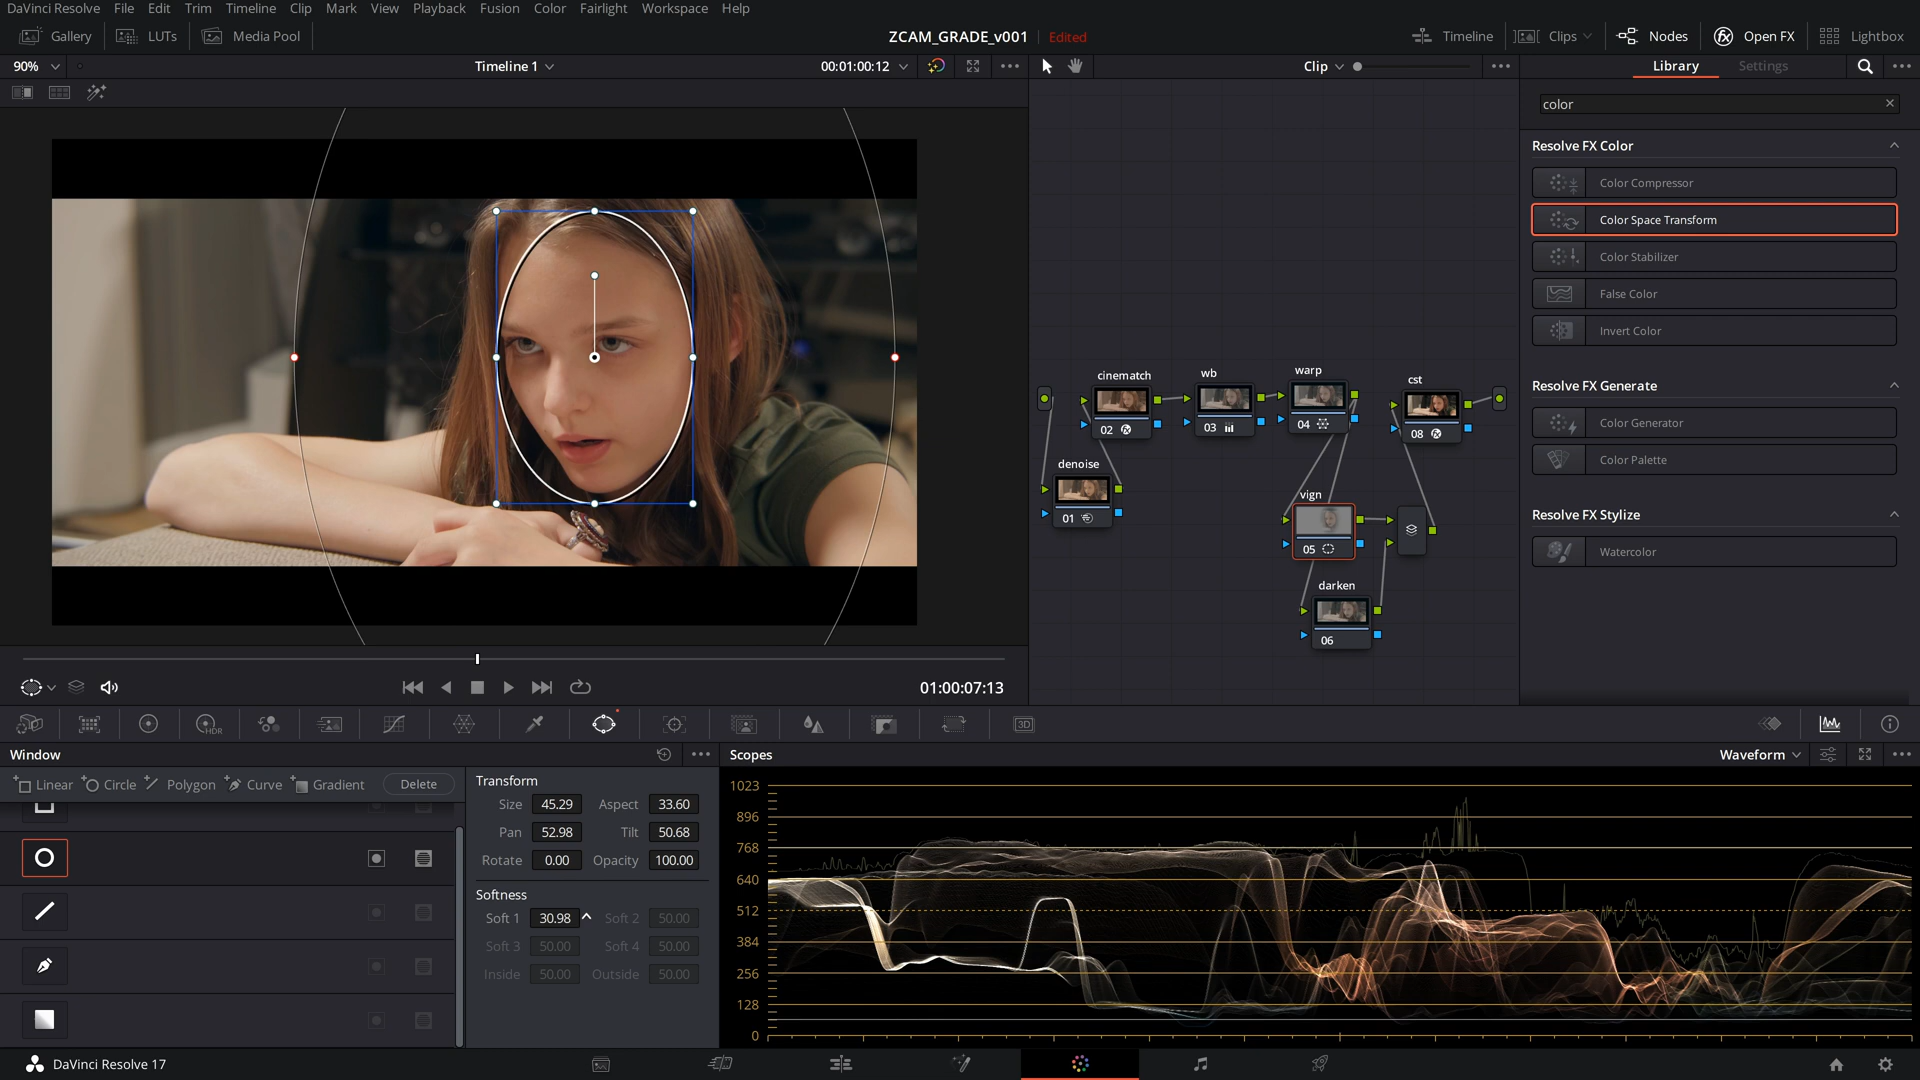 DaVinci Resolve File Edit Trim Timeline Clip Mark View Playback Fusion Color Fairlight Workspace Help
Gallery LUTs Media Pool ZCAM_GRADE_v001 Edited Timeline Clips Nodes Open FX Lightbox
90% Timeline 1 00:01:00:12 Clip Library Settings
color
Resolve FX Color
Color Compressor
Color Space Transform
Color Stabilizer
False Color
Invert Color
Resolve FX Generate
Color Generator
Color Palette
Resolve FX Stylize
Watercolor
cinematch wb warp cst
02 03 04 08
denoise
01
vign
05
darken
06
01:00:07:13
HDR 3D
Window
Linear Circle Polygon Curve Gradient Delete
Transform
Size 45.29 Aspect 33.60
Pan 52.98 Tilt 50.68
Rotate 0.00 Opacity 100.00
Softness
Soft 1 30.98 Soft 2 50.00
Soft 3 50.00 Soft 4 50.00
Inside 50.00 Outside 50.00
Scopes Waveform
1023
896
768
640
512
384
256
128
0
DaVinci Resolve 17